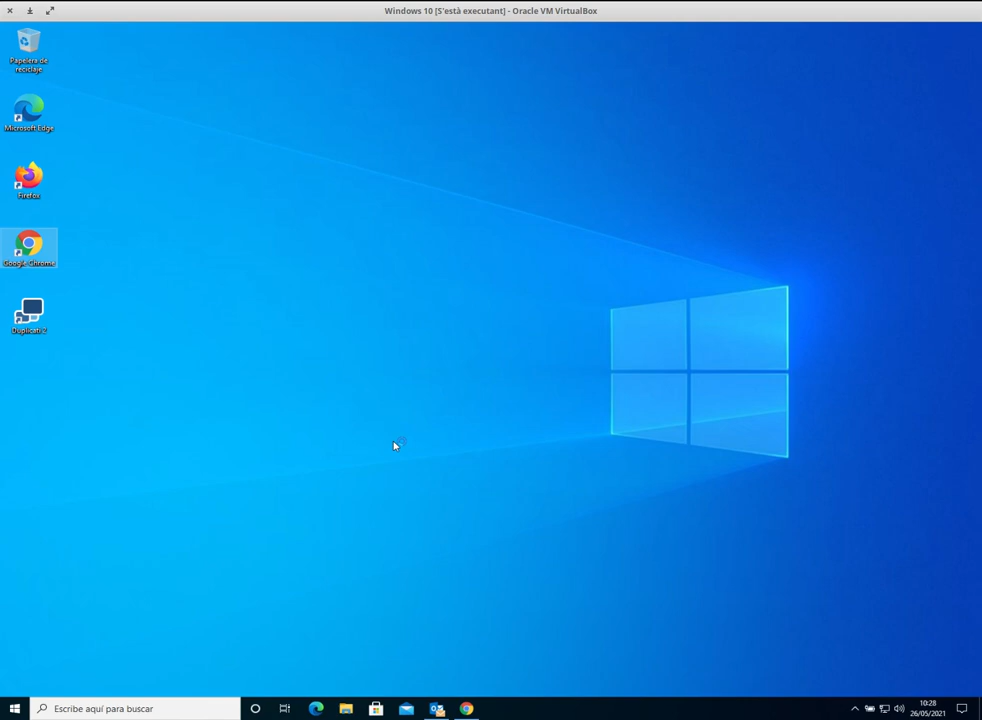 Windows 10 [S'està executant] - Oracle VM VirtualBox
Papelera de
reciclaje
Microsoft Edge
Firefox
Google Chrome
Duplicati 2
Escribe aquí para buscar
10:28
26/05/2021